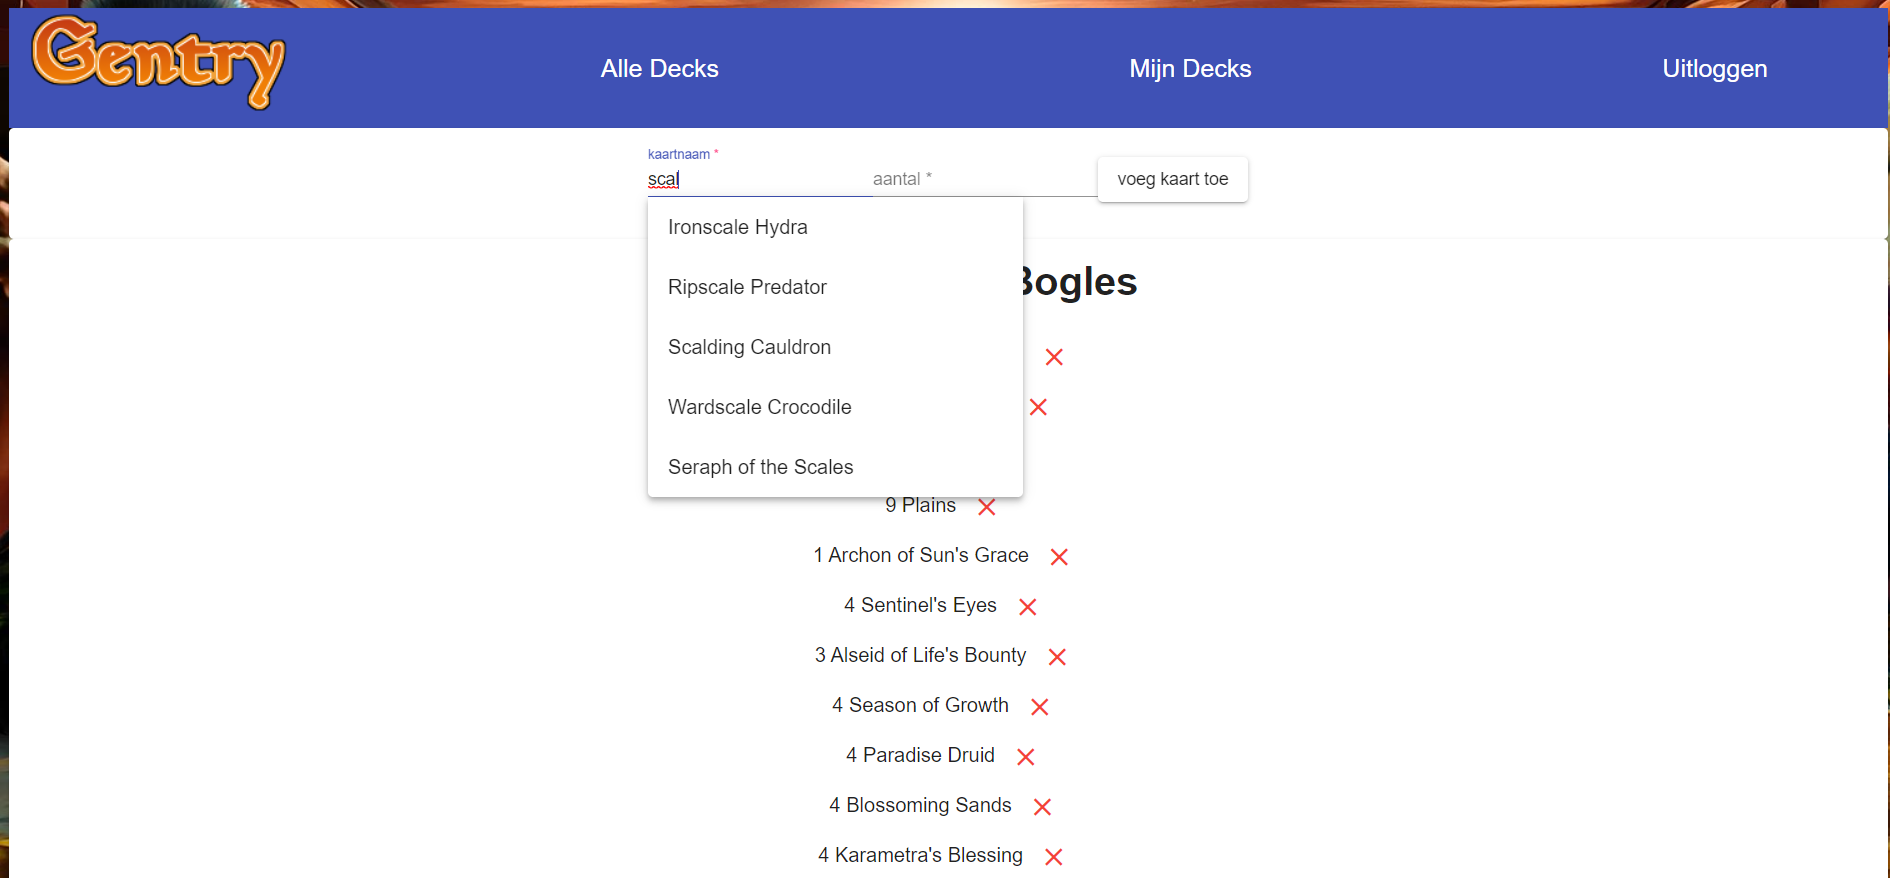 Gentry
Alle Decks
Mijn Decks
Uitloggen
kaartnaam *
scal
aantal *
voeg kaart toe
Ironscale Hydra
Ripscale Predator
Scalding Cauldron
Wardscale Crocodile
Seraph of the Scales
Bogles
9 Plains
1 Archon of Sun's Grace
4 Sentinel's Eyes
3 Alseid of Life's Bounty
4 Season of Growth
4 Paradise Druid
4 Blossoming Sands
4 Karametra's Blessing